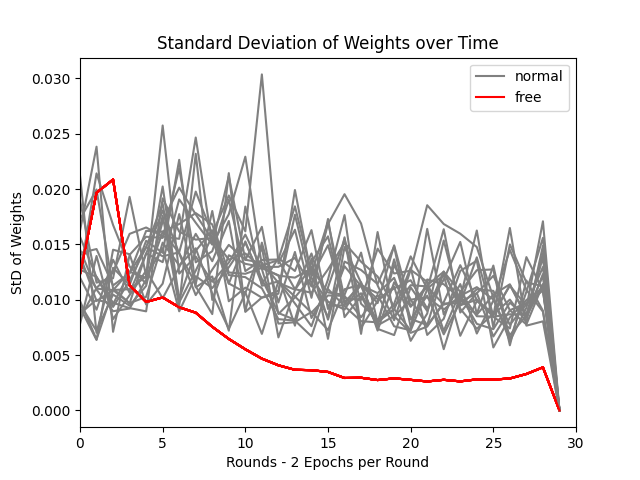 Standard Deviation of Weights over Time
normal
free
0.030
0.025
0.020
0.015
0.010
0.005
0.000
StD of Weights
0 5 10 15 20 25 30
Rounds - 2 Epochs per Round